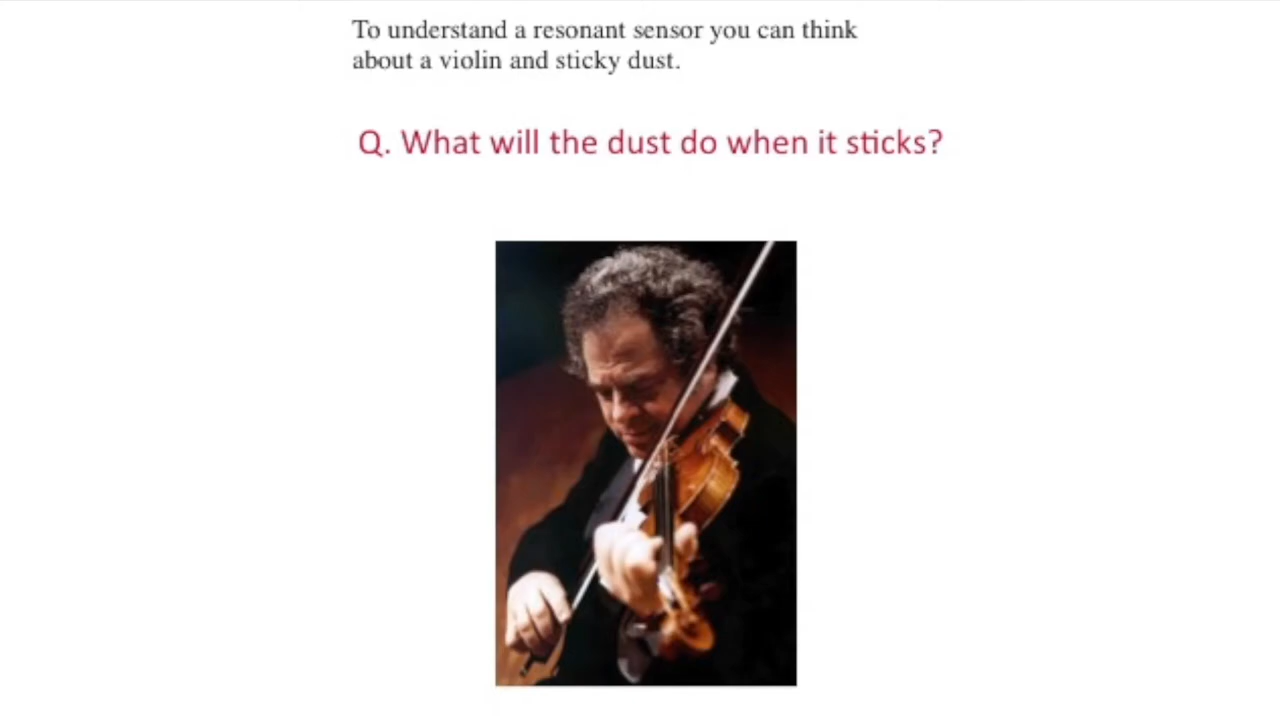 To understand a resonant sensor you can think
about a violin and sticky dust.
Q. What will the dust do when it sticks?